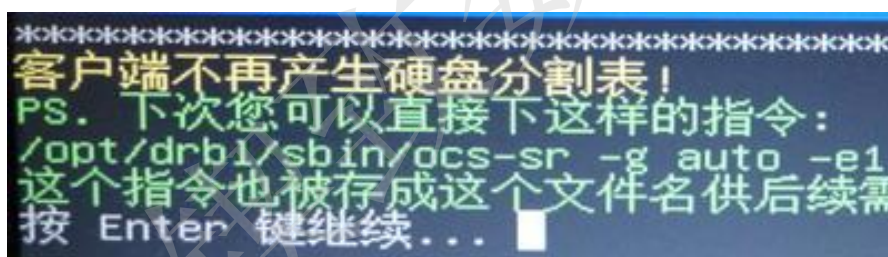 ************************************
客户端不再产生硬盘分割表！
PS. 下次您可以直接下这样的指令：
/opt/drbl/sbin/ocs-sr -g auto -e1
这个指令也被存成这个文件名供后续需
按 Enter 键继续...